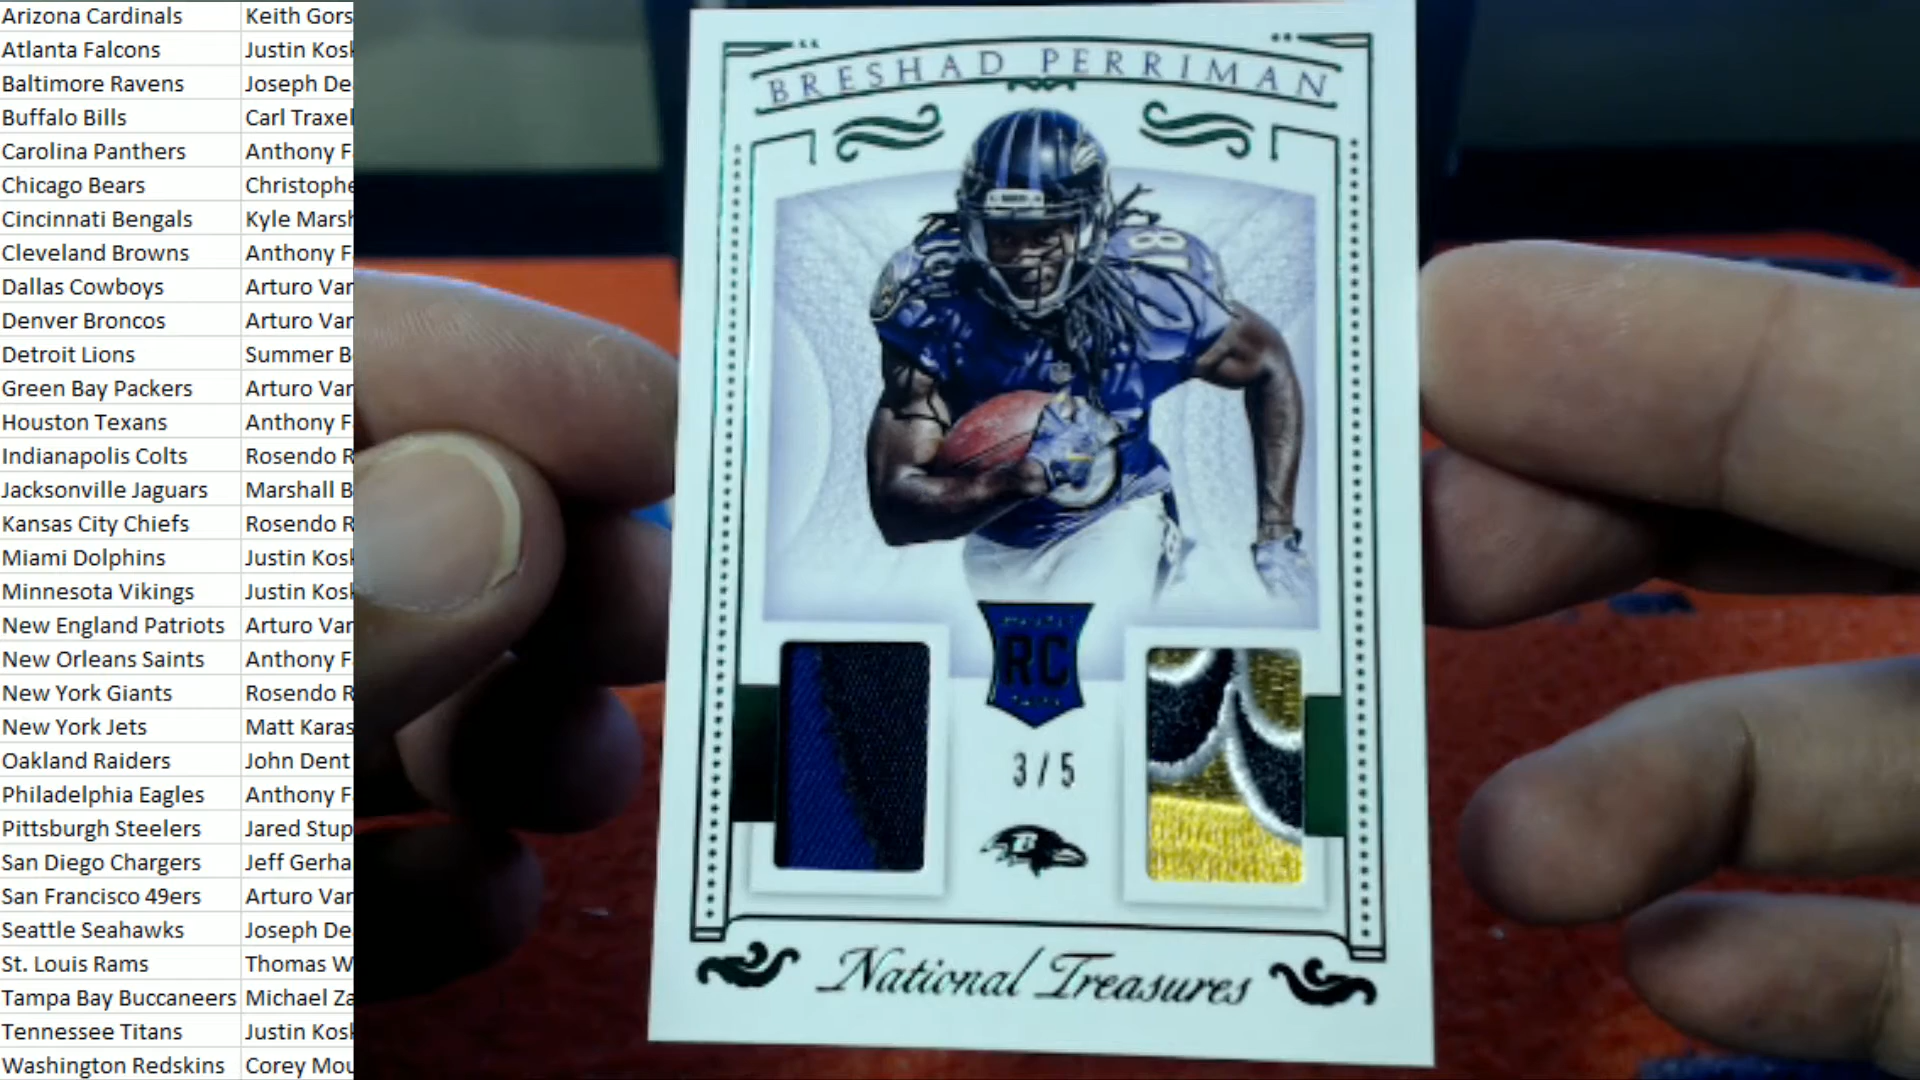 Arizona Cardinals Keith Gors
Atlanta Falcons Justin Kosk
Baltimore Ravens Joseph De
Buffalo Bills Carl Traxel
Carolina Panthers Anthony F
Chicago Bears Christophe
Cincinnati Bengals Kyle Marsh
Cleveland Browns Anthony F
Dallas Cowboys Arturo Var
Denver Broncos Arturo Var
Detroit Lions Summer B
Green Bay Packers Arturo Var
Houston Texans Anthony F
Indianapolis Colts Rosendo R
Jacksonville Jaguars Marshall B
Kansas City Chiefs Rosendo R
Miami Dolphins Justin Kosk
Minnesota Vikings Justin Kosk
New England Patriots Arturo Var
New Orleans Saints Anthony F
New York Giants Rosendo R
New York Jets Matt Karas
Oakland Raiders John Dent
Philadelphia Eagles Anthony F
Pittsburgh Steelers Jared Stup
San Diego Chargers Jeff Gerha
San Francisco 49ers Arturo Var
Seattle Seahawks Joseph De
St. Louis Rams Thomas W
Tampa Bay Buccaneers Michael Za
Tennessee Titans Justin Kosk
Washington Redskins Corey Mou
BRESHAD PERRIMAN
18
RC
3/5
B
National Treasures